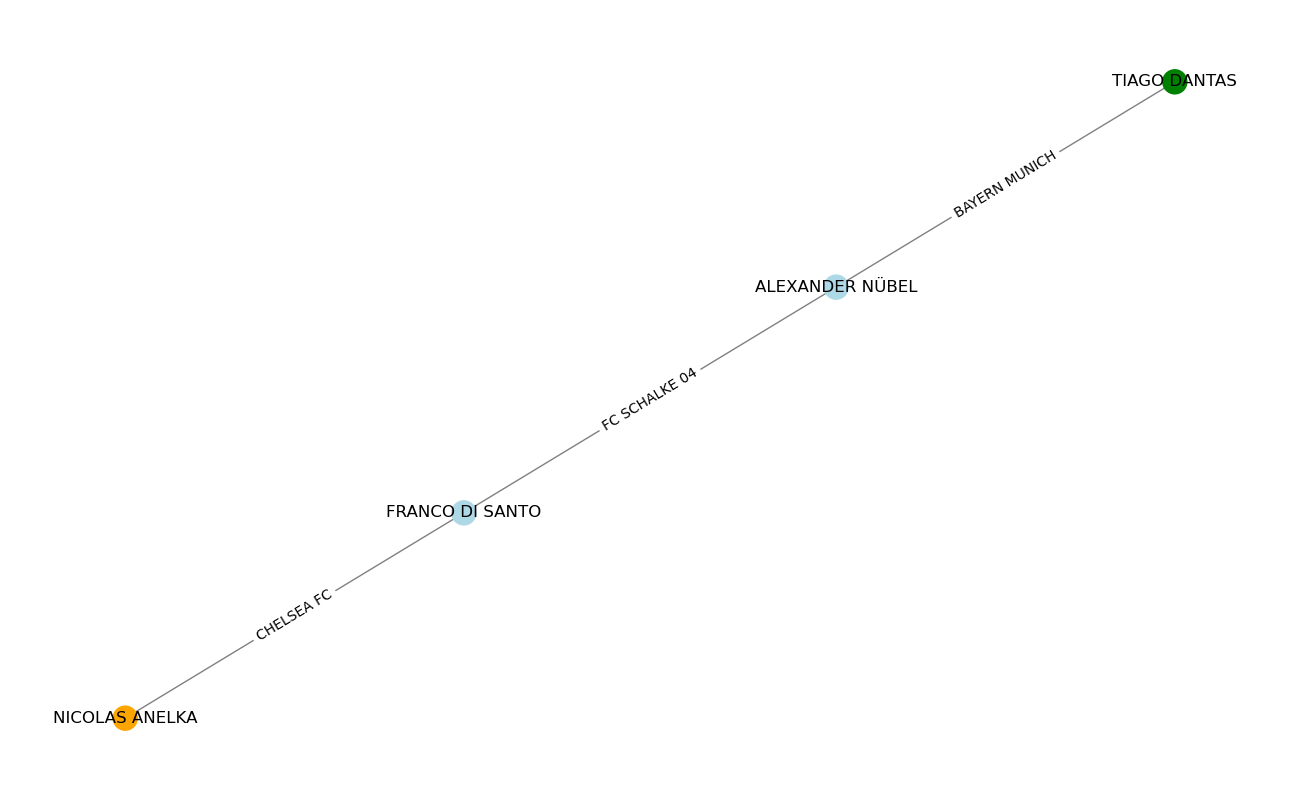 TIAGO DANTAS
BAYERN MUNICH
ALEXANDER NÜBEL
FC SCHALKE 04
FRANCO DI SANTO
CHELSEA FC
NICOLAS ANELKA